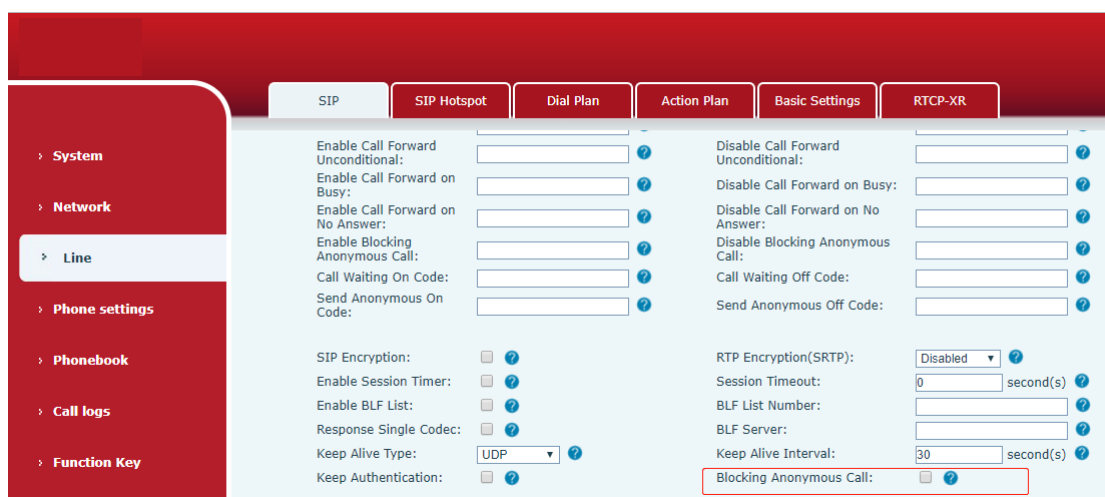 SIP
SIP Hotspot
Dial Plan
Action Plan
Basic Settings
RTCP-XR
› System
› Network
› Line
› Phone settings
› Phonebook
› Call logs
› Function Key
Enable Call Forward
Unconditional:
Disable Call Forward
Unconditional:
Enable Call Forward on
Busy:
Disable Call Forward on Busy:
Enable Call Forward on
No Answer:
Disable Call Forward on No
Answer:
Enable Blocking
Anonymous Call:
Disable Blocking Anonymous
Call:
Call Waiting On Code:
Call Waiting Off Code:
Send Anonymous On
Code:
Send Anonymous Off Code:
SIP Encryption:
RTP Encryption(SRTP): Disabled
Enable Session Timer:
Session Timeout: 0 second(s)
Enable BLF List:
BLF List Number:
Response Single Codec:
BLF Server:
Keep Alive Type: UDP
Keep Alive Interval: 30 second(s)
Keep Authentication:
Blocking Anonymous Call: